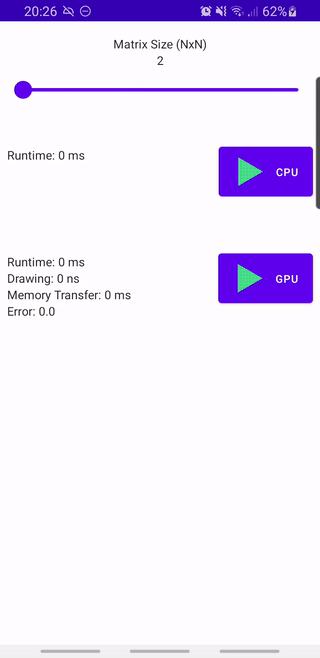 20:26 62%
Matrix Size (NxN)
2
Runtime: 0 ms
CPU
Runtime: 0 ms
Drawing: 0 ns
Memory Transfer: 0 ms
Error: 0.0
GPU